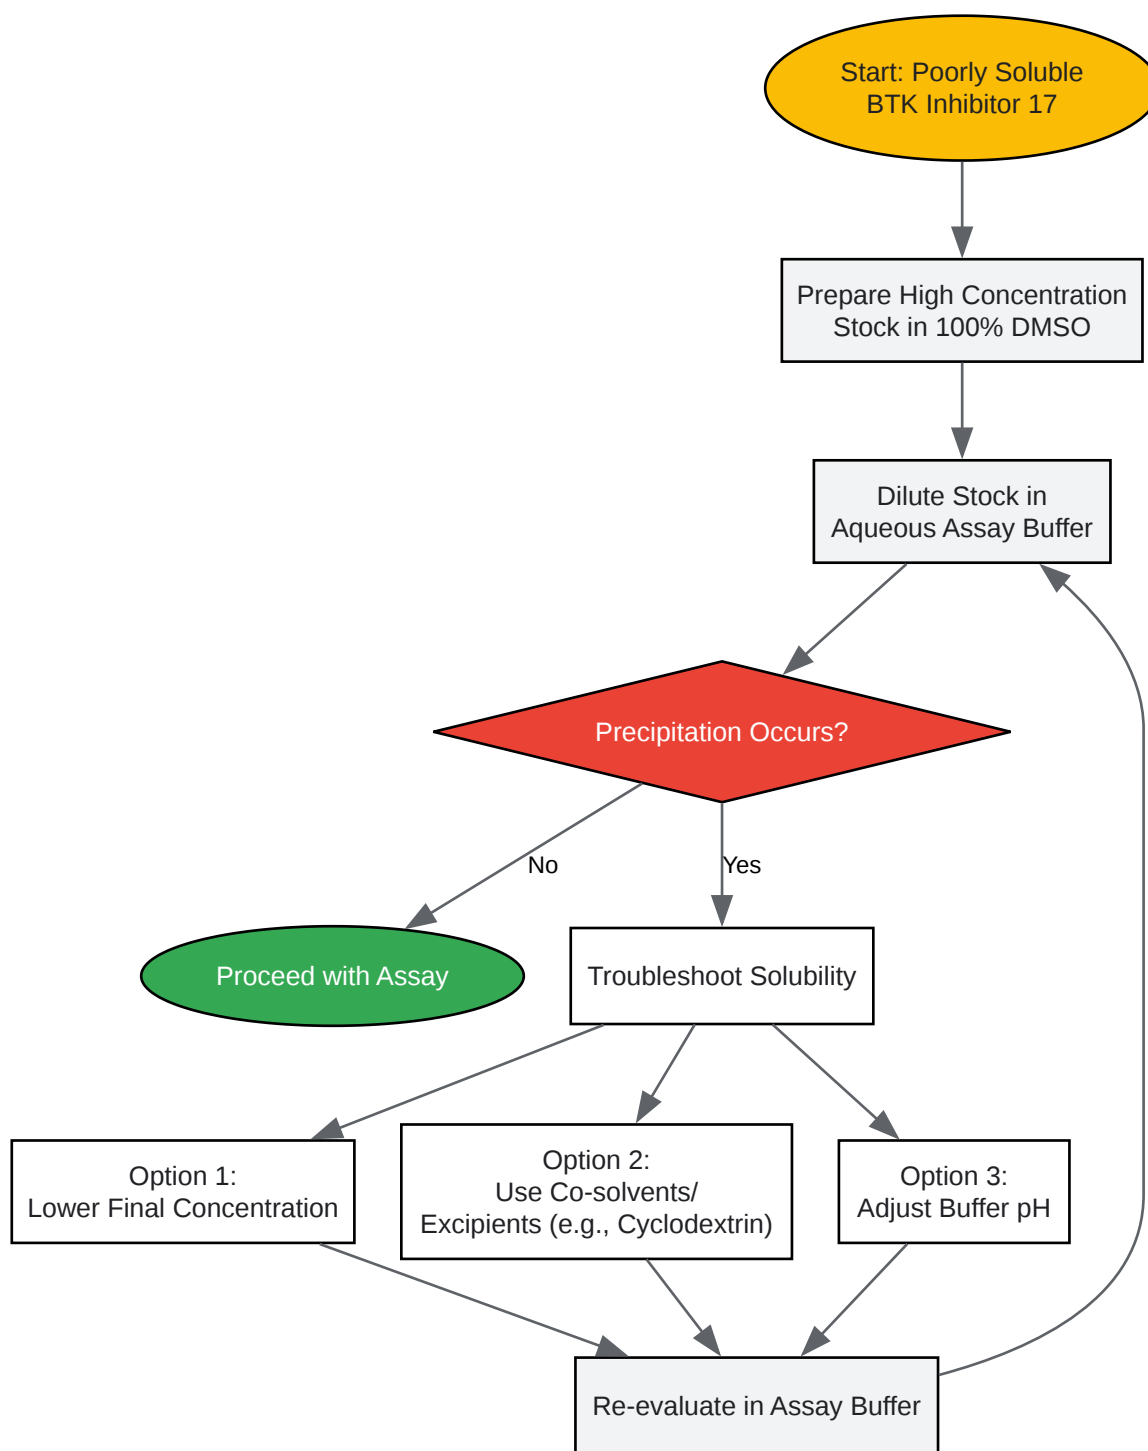 Start: Poorly Soluble
BTK Inhibitor 17
Prepare High Concentration
Stock in 100% DMSO
Dilute Stock in
Aqueous Assay Buffer
Precipitation Occurs?
No
Yes
Proceed with Assay
Troubleshoot Solubility
Option 1:
Lower Final Concentration
Option 2:
Use Co-solvents/
Excipients (e.g., Cyclodextrin)
Option 3:
Adjust Buffer pH
Re-evaluate in Assay Buffer